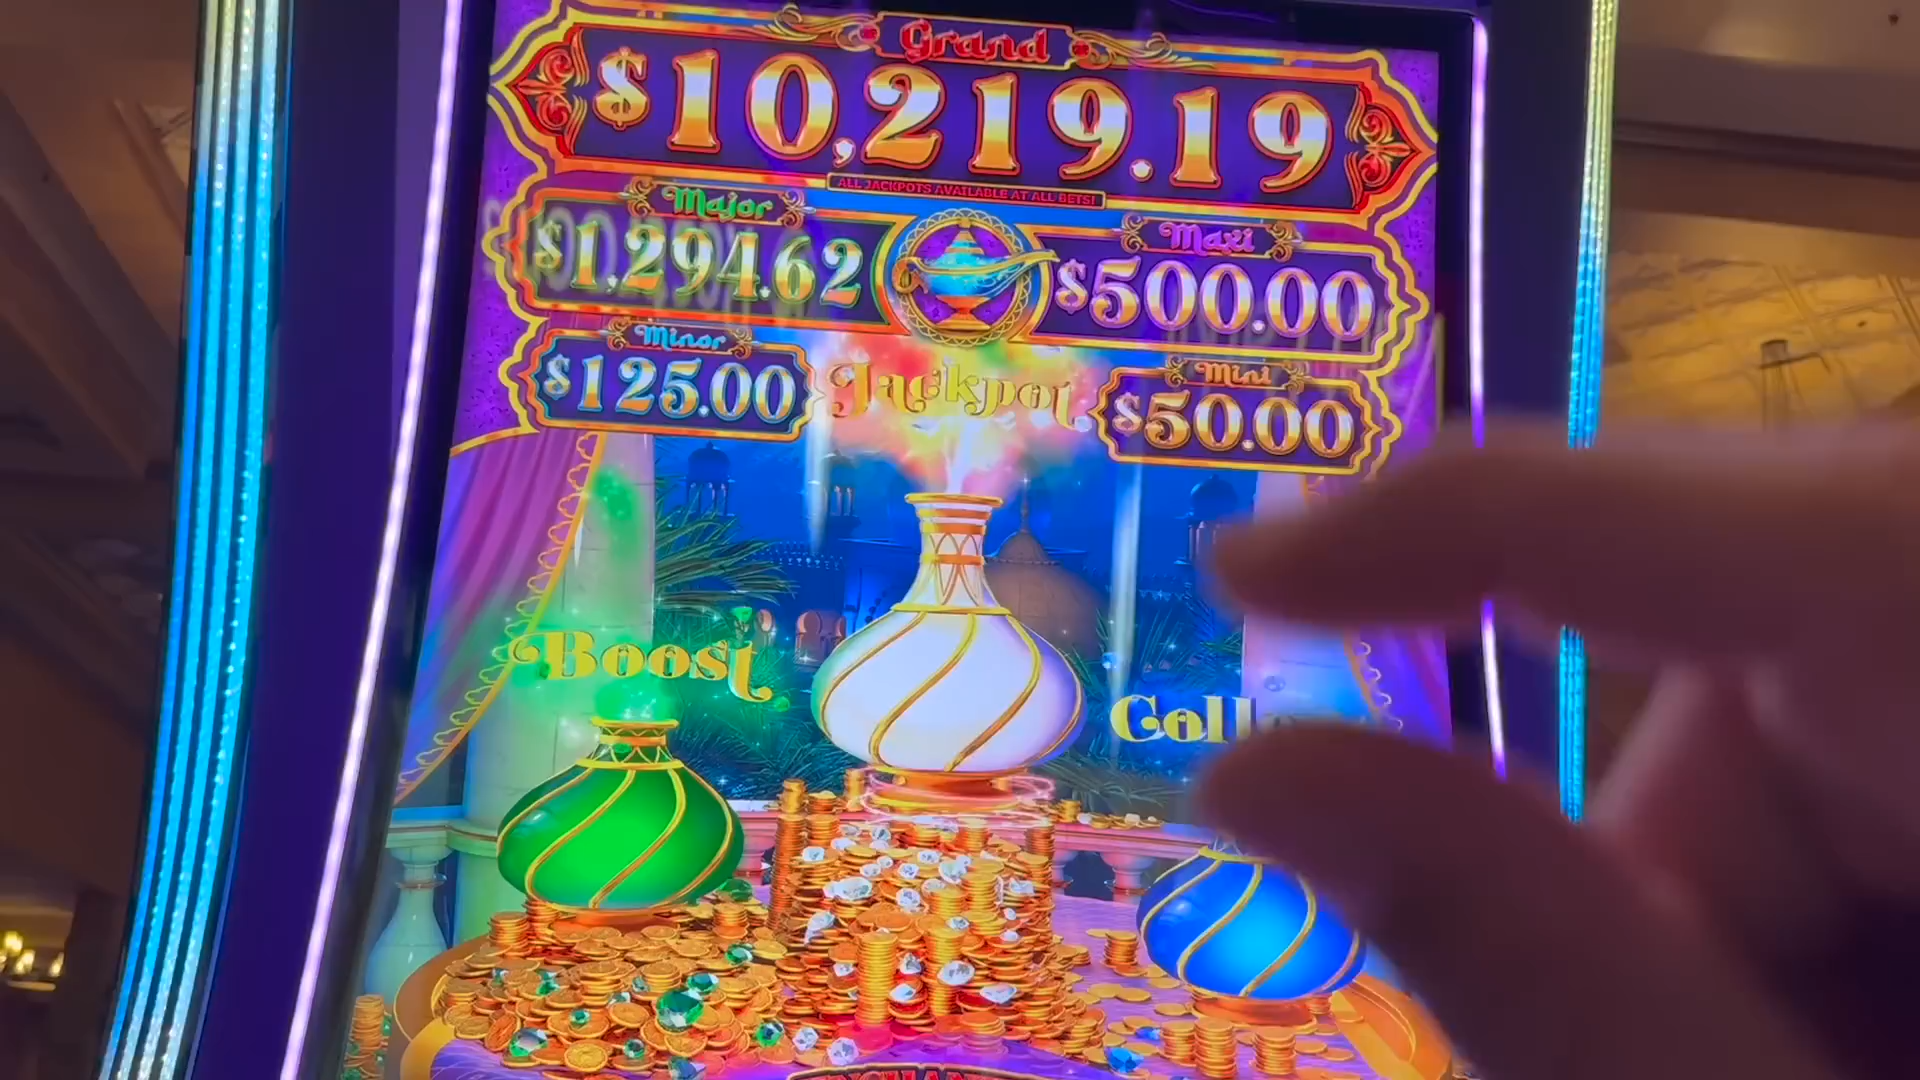 Grand
$10,219.19
ALL JACKPOTS AVAILABLE AT ALL BETS!
Major
$1,294.62
Maxi
$500.00
Minor
$125.00
Jackpot
Mini
$50.00
Boost